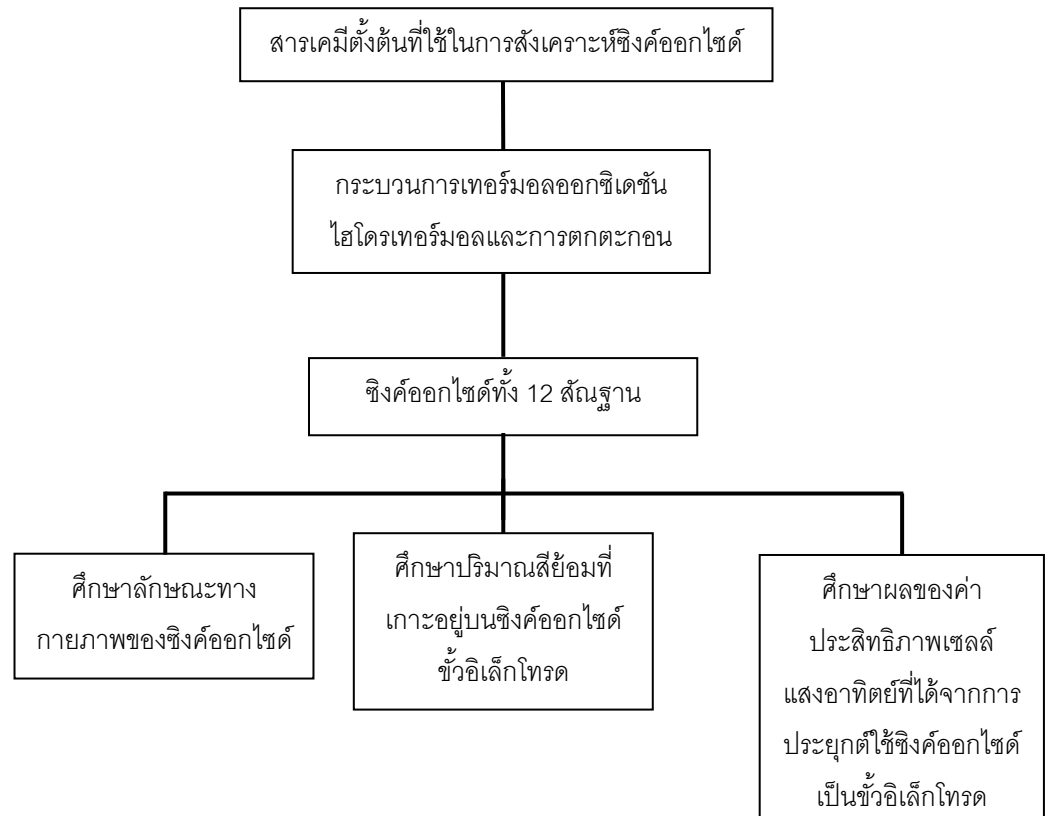 สารเคมีตั้งต้นที่ใช้ในการสังเคราะห์ซิงค์ออกไซด์
กระบวนการเทอร์มอลออกซิเดชัน
ไฮโดรเทอร์มอลและการตกตะกอน
ซิงค์ออกไซด์ทั้ง 12 สัณฐาน
ศึกษาลักษณะทาง
กายภาพของซิงค์ออกไซด์
ศึกษาปริมาณสีย้อมที่
เกาะอยู่บนซิงค์ออกไซด์
ขั้วอิเล็กโทรด
ศึกษาผลของค่า
ประสิทธิภาพเซลล์
แสงอาทิตย์ที่ได้จากการ
ประยุกต์ใช้ซิงค์ออกไซด์
เป็นขั้วอิเล็กโทรด